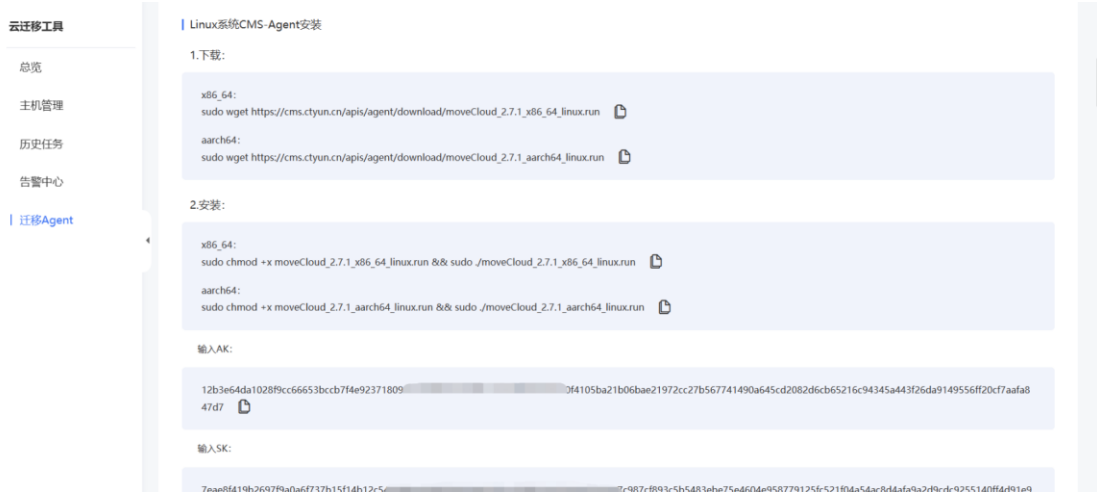 云迁移工具
总览
主机管理
历史任务
告警中心
迁移Agent
Linux系统CMS-Agent安装
1.下载：
x86_64：
sudo wget https://cms.ctyun.cn/apis/agent/download/moveCloud_2.7.1_x86_64_linux.run
aarch64：
sudo wget https://cms.ctyun.cn/apis/agent/download/moveCloud_2.7.1_aarch64_linux.run
2.安装：
x86_64：
sudo chmod +x moveCloud_2.7.1_x86_64_linux.run && sudo ./moveCloud_2.7.1_x86_64_linux.run
aarch64：
sudo chmod +x moveCloud_2.7.1_aarch64_linux.run && sudo ./moveCloud_2.7.1_aarch64_linux.run
输入AK：
12b3e64da1028f9cc66653bccb7f4e92371809 0f4105ba21b06bae21972cc27b567741490a645cd2082d6cb65216c94345a443f26da9149556ff20cf7aafa8
47d7
输入SK：